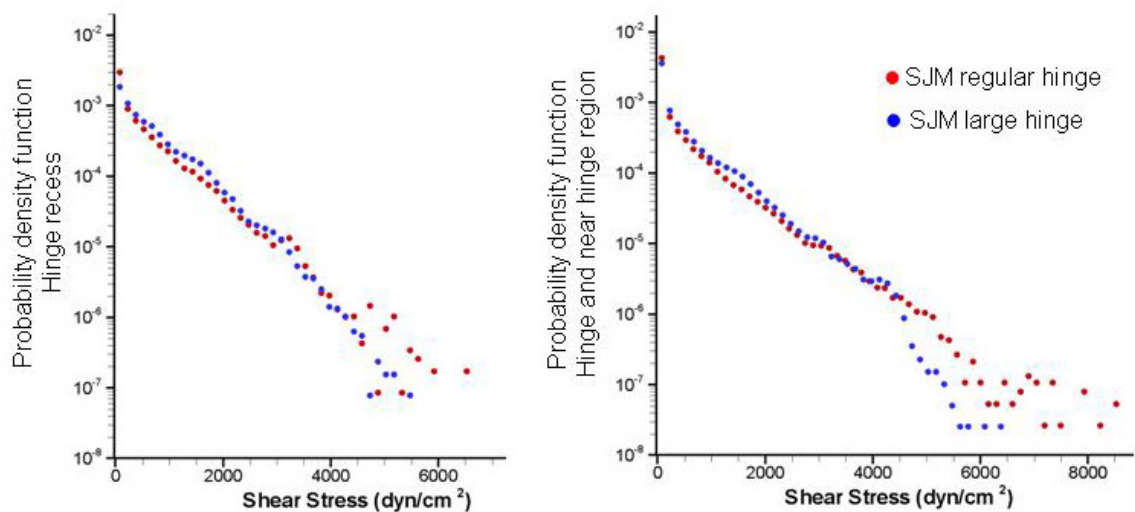 Probability density function
Hinge recess
10⁻²
10⁻³
10⁻⁴
10⁻⁵
10⁻⁶
10⁻⁷
10⁻⁸
0
2000
4000
6000
Shear Stress (dyn/cm²)
Probability density function
Hinge and near hinge region
10⁻²
10⁻³
10⁻⁴
10⁻⁵
10⁻⁶
10⁻⁷
10⁻⁸
0
2000
4000
6000
8000
Shear Stress (dyn/cm²)
SJM regular hinge
SJM large hinge